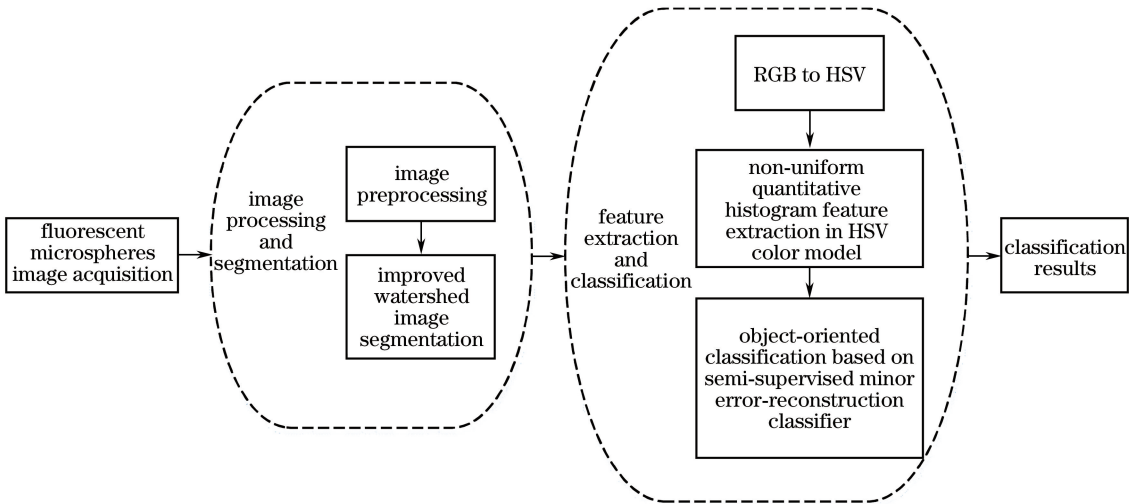 fluorescent
microspheres
image acquisition
image
processing
and
segmentation
image
preprocessing
improved
watershed
image
segmentation
feature
extraction
and
classification
RGB to HSV
non-uniform
quantitative
histogram feature
extraction in HSV
color model
object-oriented
classification based on
semi-supervised minor
error-reconstruction
classifier
classification
results